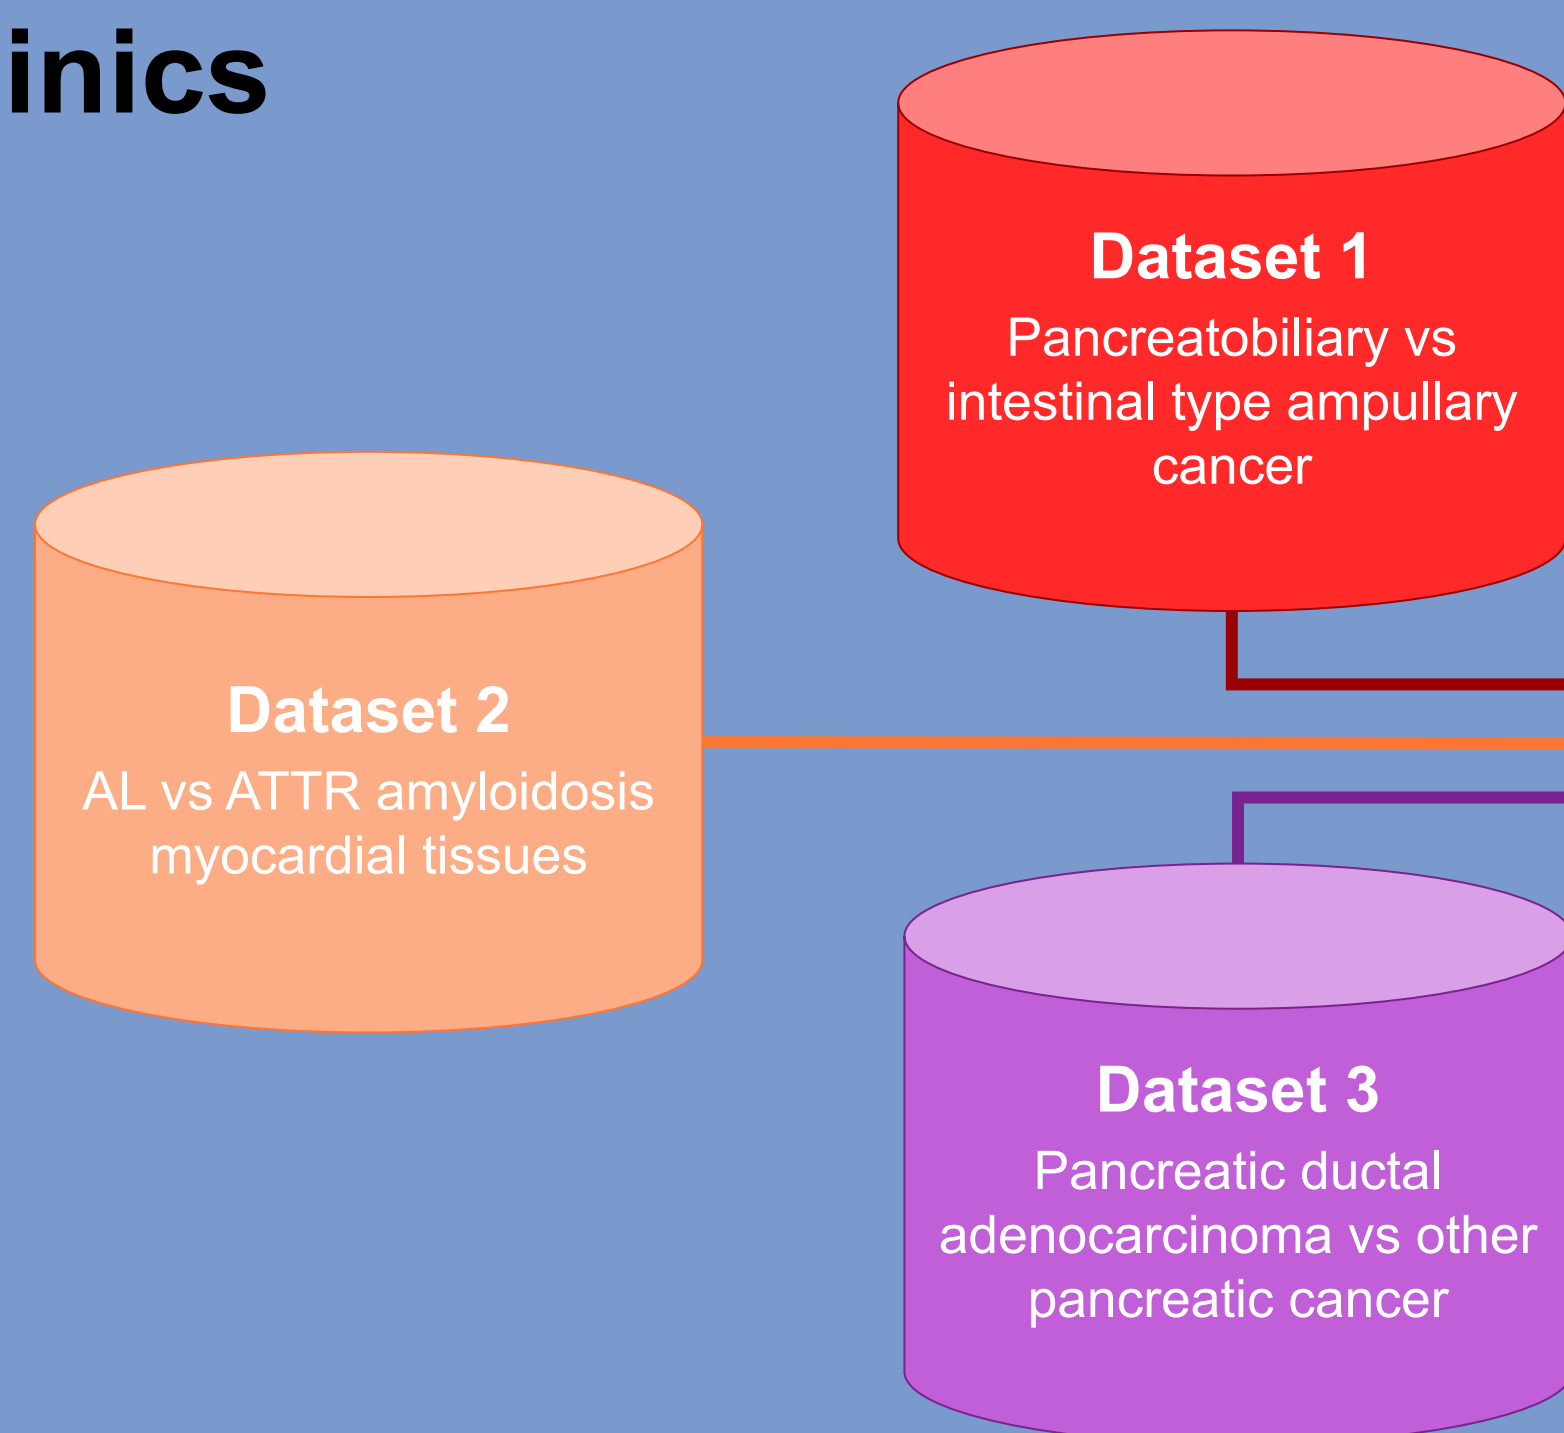 inics
Dataset 1
Pancreatobiliary vs
intestinal type ampullary
cancer
Dataset 2
AL vs ATTR amyloidosis
myocardial tissues
Dataset 3
Pancreatic ductal
adenocarcinoma vs other
pancreatic cancer